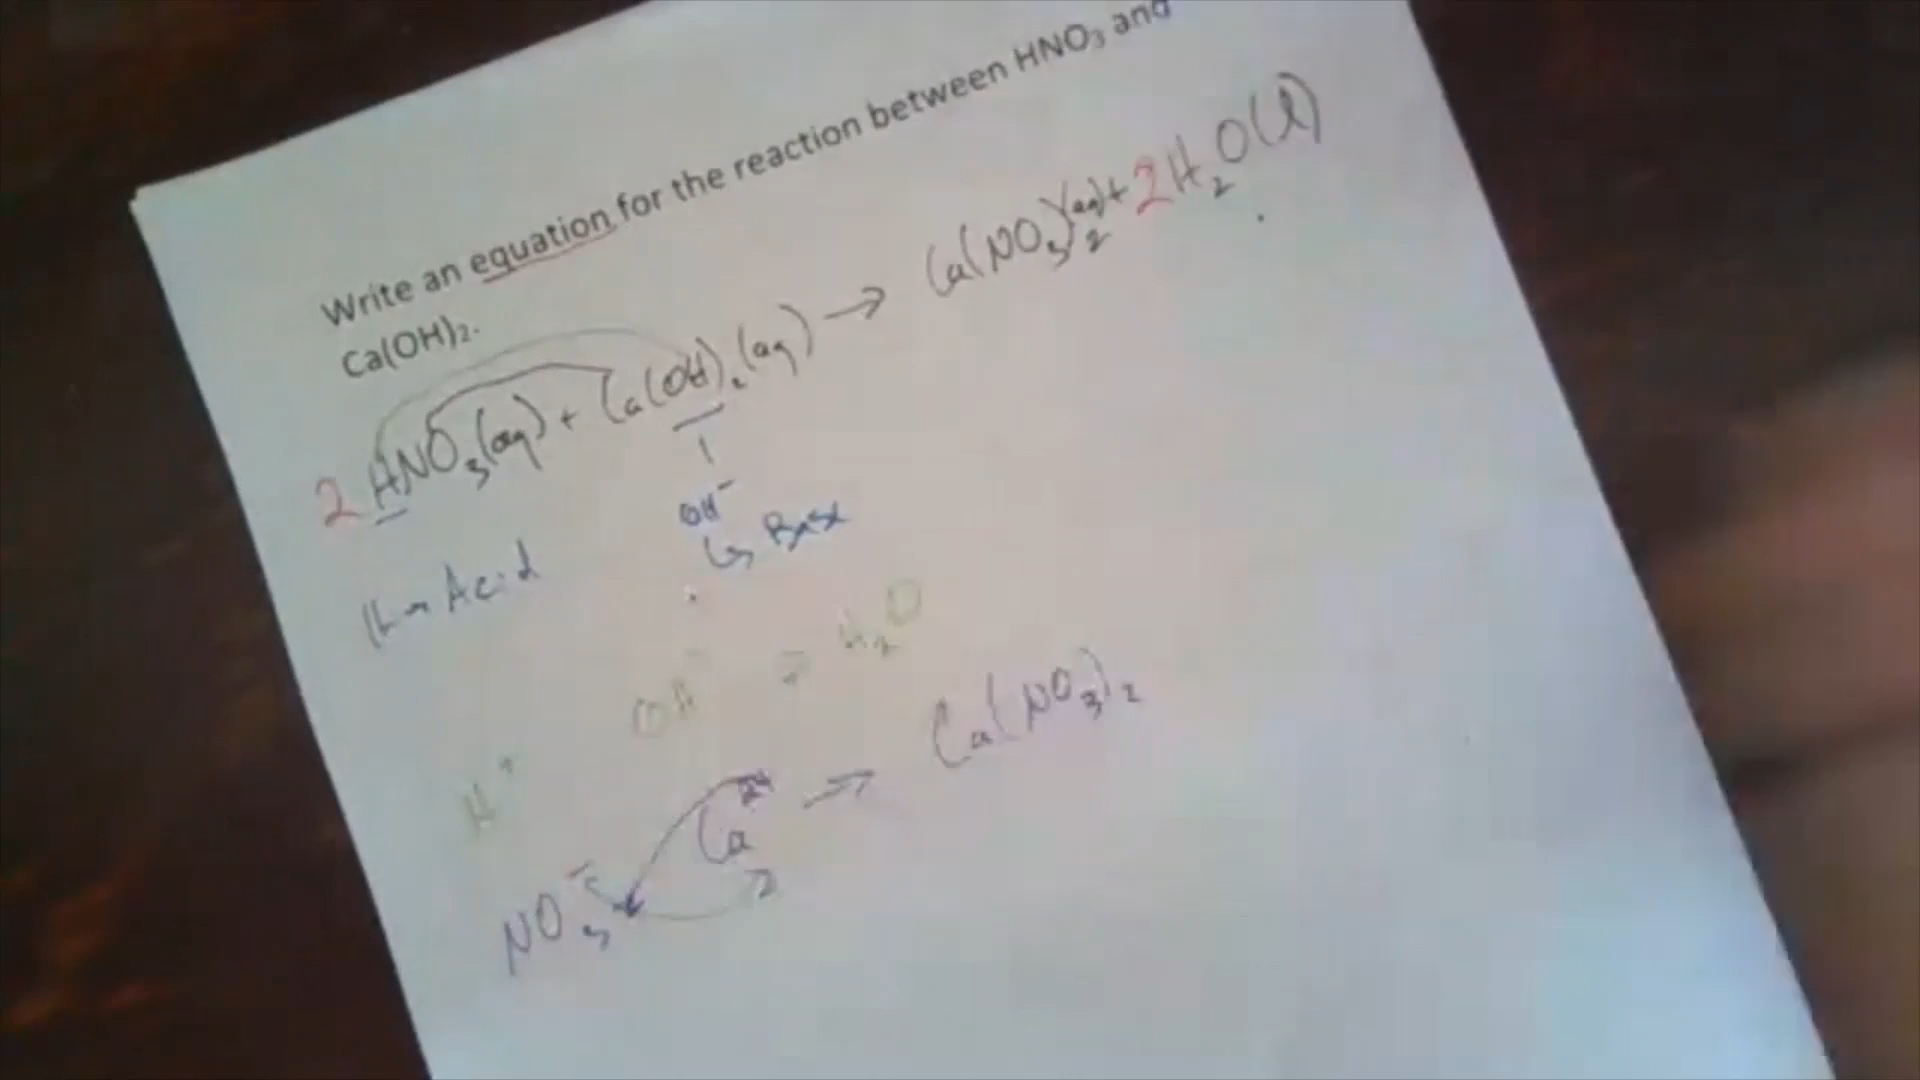 Write an equation for the reaction between HNO₃ and
Ca(OH)₂.
2 HNO₃(aq) + Ca(OH)₂(aq) → Ca(NO₃)₂(aq) + 2 H₂O(l)
OH⁻
↳ Base
Acid
H⁺ OH⁻ = H₂O
NO₃⁻ Ca²⁺ → Ca(NO₃)₂